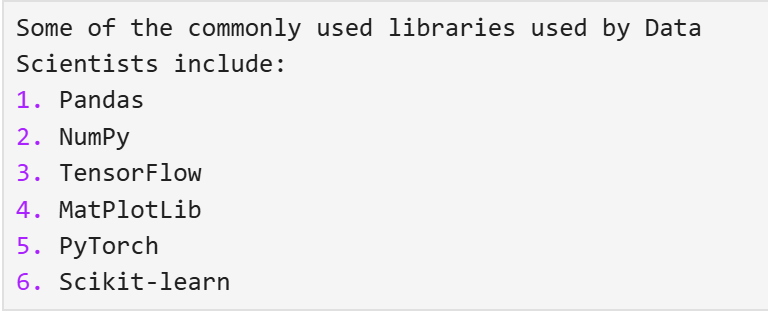 Some of the commonly used libraries used by Data
Scientists include:
1. Pandas
2. NumPy
3. TensorFlow
4. MatPlotLib
5. PyTorch
6. Scikit-learn